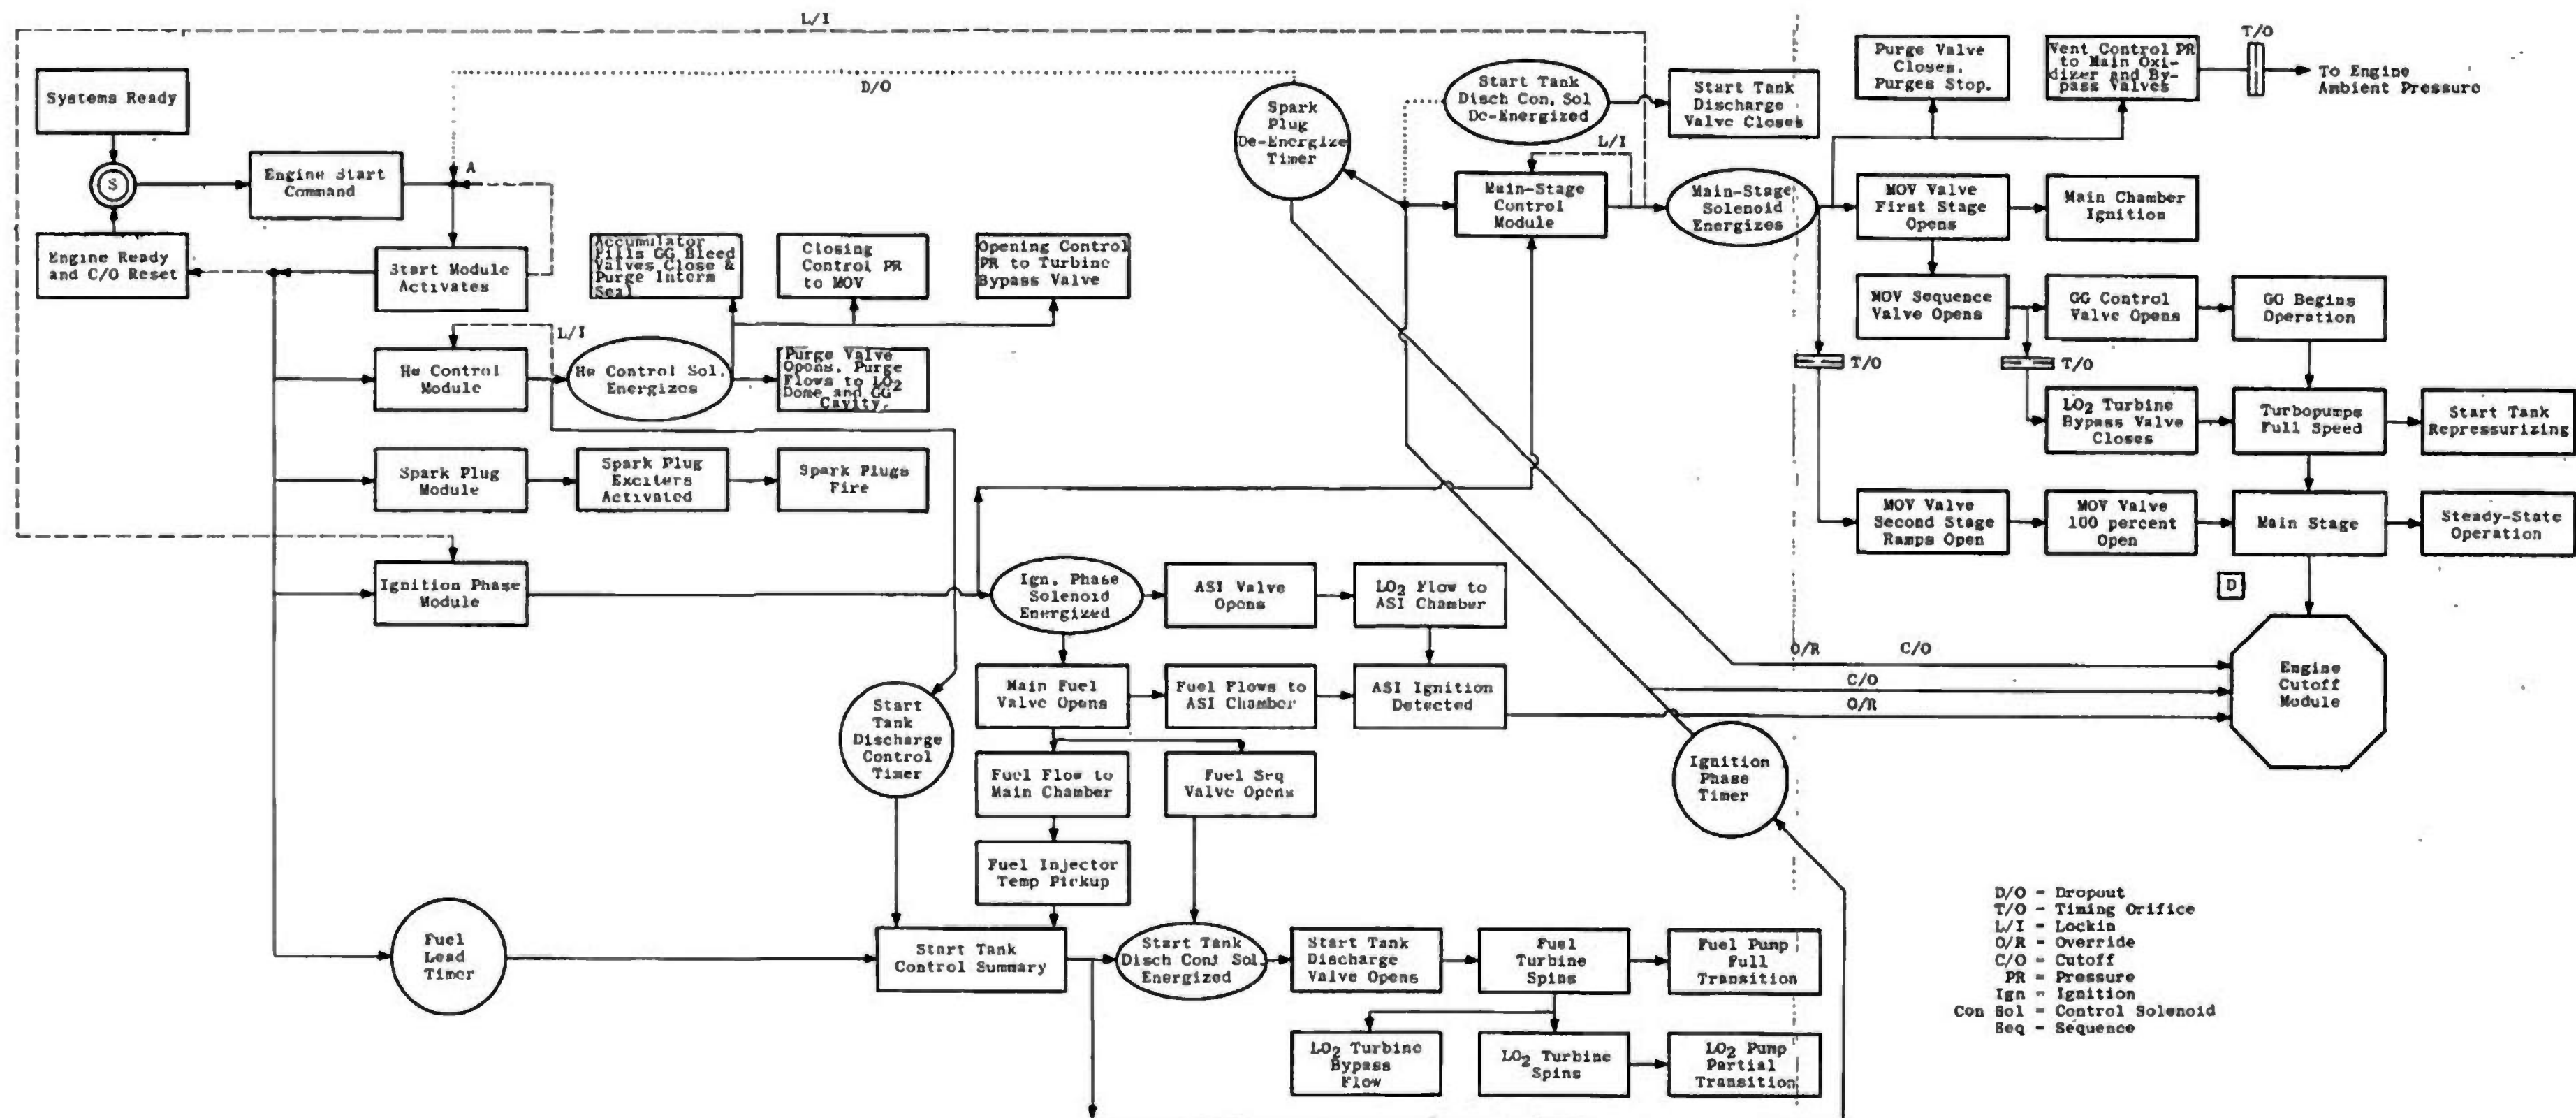 L/I
Systems Ready
S
Engine Start
Command
A
Engine Ready
and C/O Reset
Start Module
Activates
D/O
Accumulator
Fills GG Bleed
Valves Close &
Purge Interm
Seal
Closing
Control PR
to MOV
Opening Control
PR to Turbine
Bypass Valve
L/I
He Control
Module
He Control Sol.
Energizes
Purge Valve
Opens. Purge
Flows to LO2
Dome and GG
Cavity.
Spark Plug
Module
Spark Plug
Exciters
Activated
Spark Plugs
Fire
Ignition Phase
Module
Ign. Phase
Solenoid
Energized
ASI Valve
Opens
LO2 Flow to
ASI Chamber
Main Fuel
Valve Opens
Fuel Flows to
ASI Chamber
ASI Ignition
Detected
Start
Tank
Discharge
Control
Timer
Fuel Flow to
Main Chamber
Fuel Seq
Valve Opens
Fuel Injector
Temp Pickup
Fuel
Lead
Timer
Start Tank
Control Summary
Start Tank
Disch Cont Sol.
Energized
Start Tank
Discharge
Valve Opens
Fuel
Turbine
Spins
Fuel Pump
Full
Transition
LO2 Turbine
Bypass
Flow
LO2 Turbine
Spins
LO2 Pump
Partial
Transition
Spark
Plug
De-Energize
Timer
Start Tank
Disch Con. Sol
De-Energized
Start Tank
Discharge
Valve Closes
L/I
Main-Stage
Control
Module
Main-Stage
Solenoid
Energizes
Purge Valve
Closes.
Purges Stop.
Vent Control PR
to Main Oxi-
dizer and By-
pass Valves
T/O
To Engine
Ambient Pressure
MOV Valve
First Stage
Opens
Main Chamber
Ignition
MOV Sequence
Valve Opens
GG Control
Valve Opens
GG Begins
Operation
T/O
T/O
LO2 Turbine
Bypass Valve
Closes
Turbopumps
Full Speed
Start Tank
Repressurizing
MOV Valve
Second Stage
Ramps Open
MOV Valve
100 percent
Open
Main Stage
Steady-State
Operation
D
O/R
C/O
C/O
O/R
Engine
Cutoff
Module
Ignition
Phase
Timer
D/O - Dropout
T/O - Timing Orifice
L/I - Lockin
O/R - Override
C/O - Cutoff
PR = Pressure
Ign = Ignition
Con Sol = Control Solenoid
Seq - Sequence